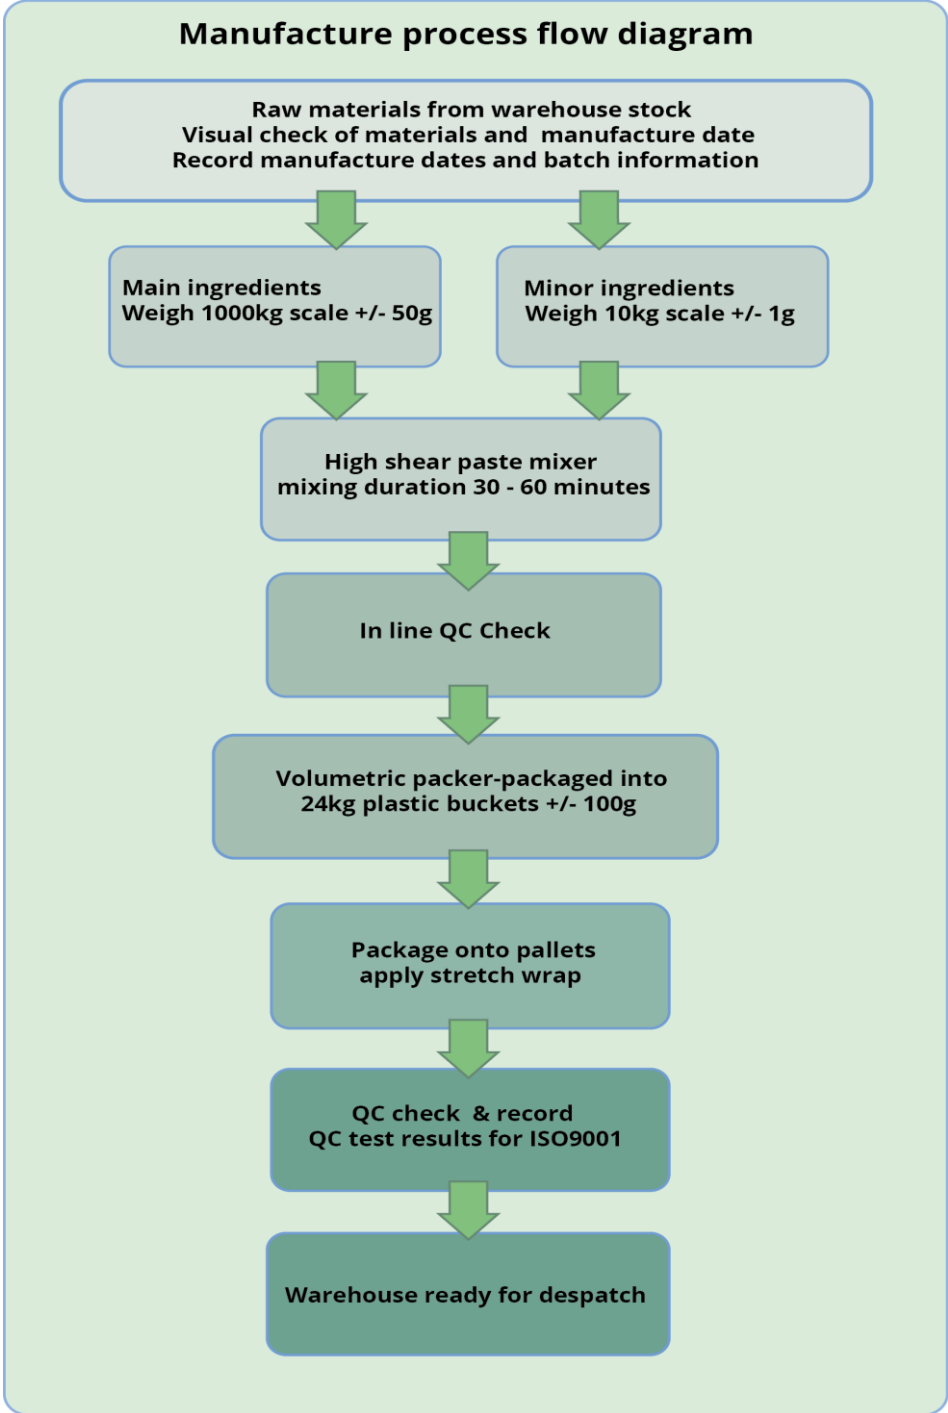 Manufacture process flow diagram
Raw materials from warehouse stock
Visual check of materials and  manufacture date
Record manufacture dates and batch information
Main ingredients
Weigh 1000kg scale +/- 50g
Minor ingredients
Weigh 10kg scale +/- 1g
High shear paste mixer
mixing duration 30 - 60 minutes
In line QC Check
Volumetric packer-packaged into
24kg plastic buckets +/- 100g
Package onto pallets
apply stretch wrap
QC check  & record
QC test results for ISO9001
Warehouse ready for despatch